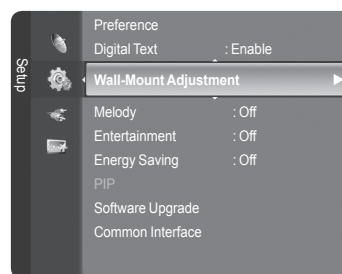 Setup
Preference
Digital Text : Enable
Wall-Mount Adjustment
Melody : Off
Entertainment : Off
Energy Saving : Off
PIP
Software Upgrade
Common Interface